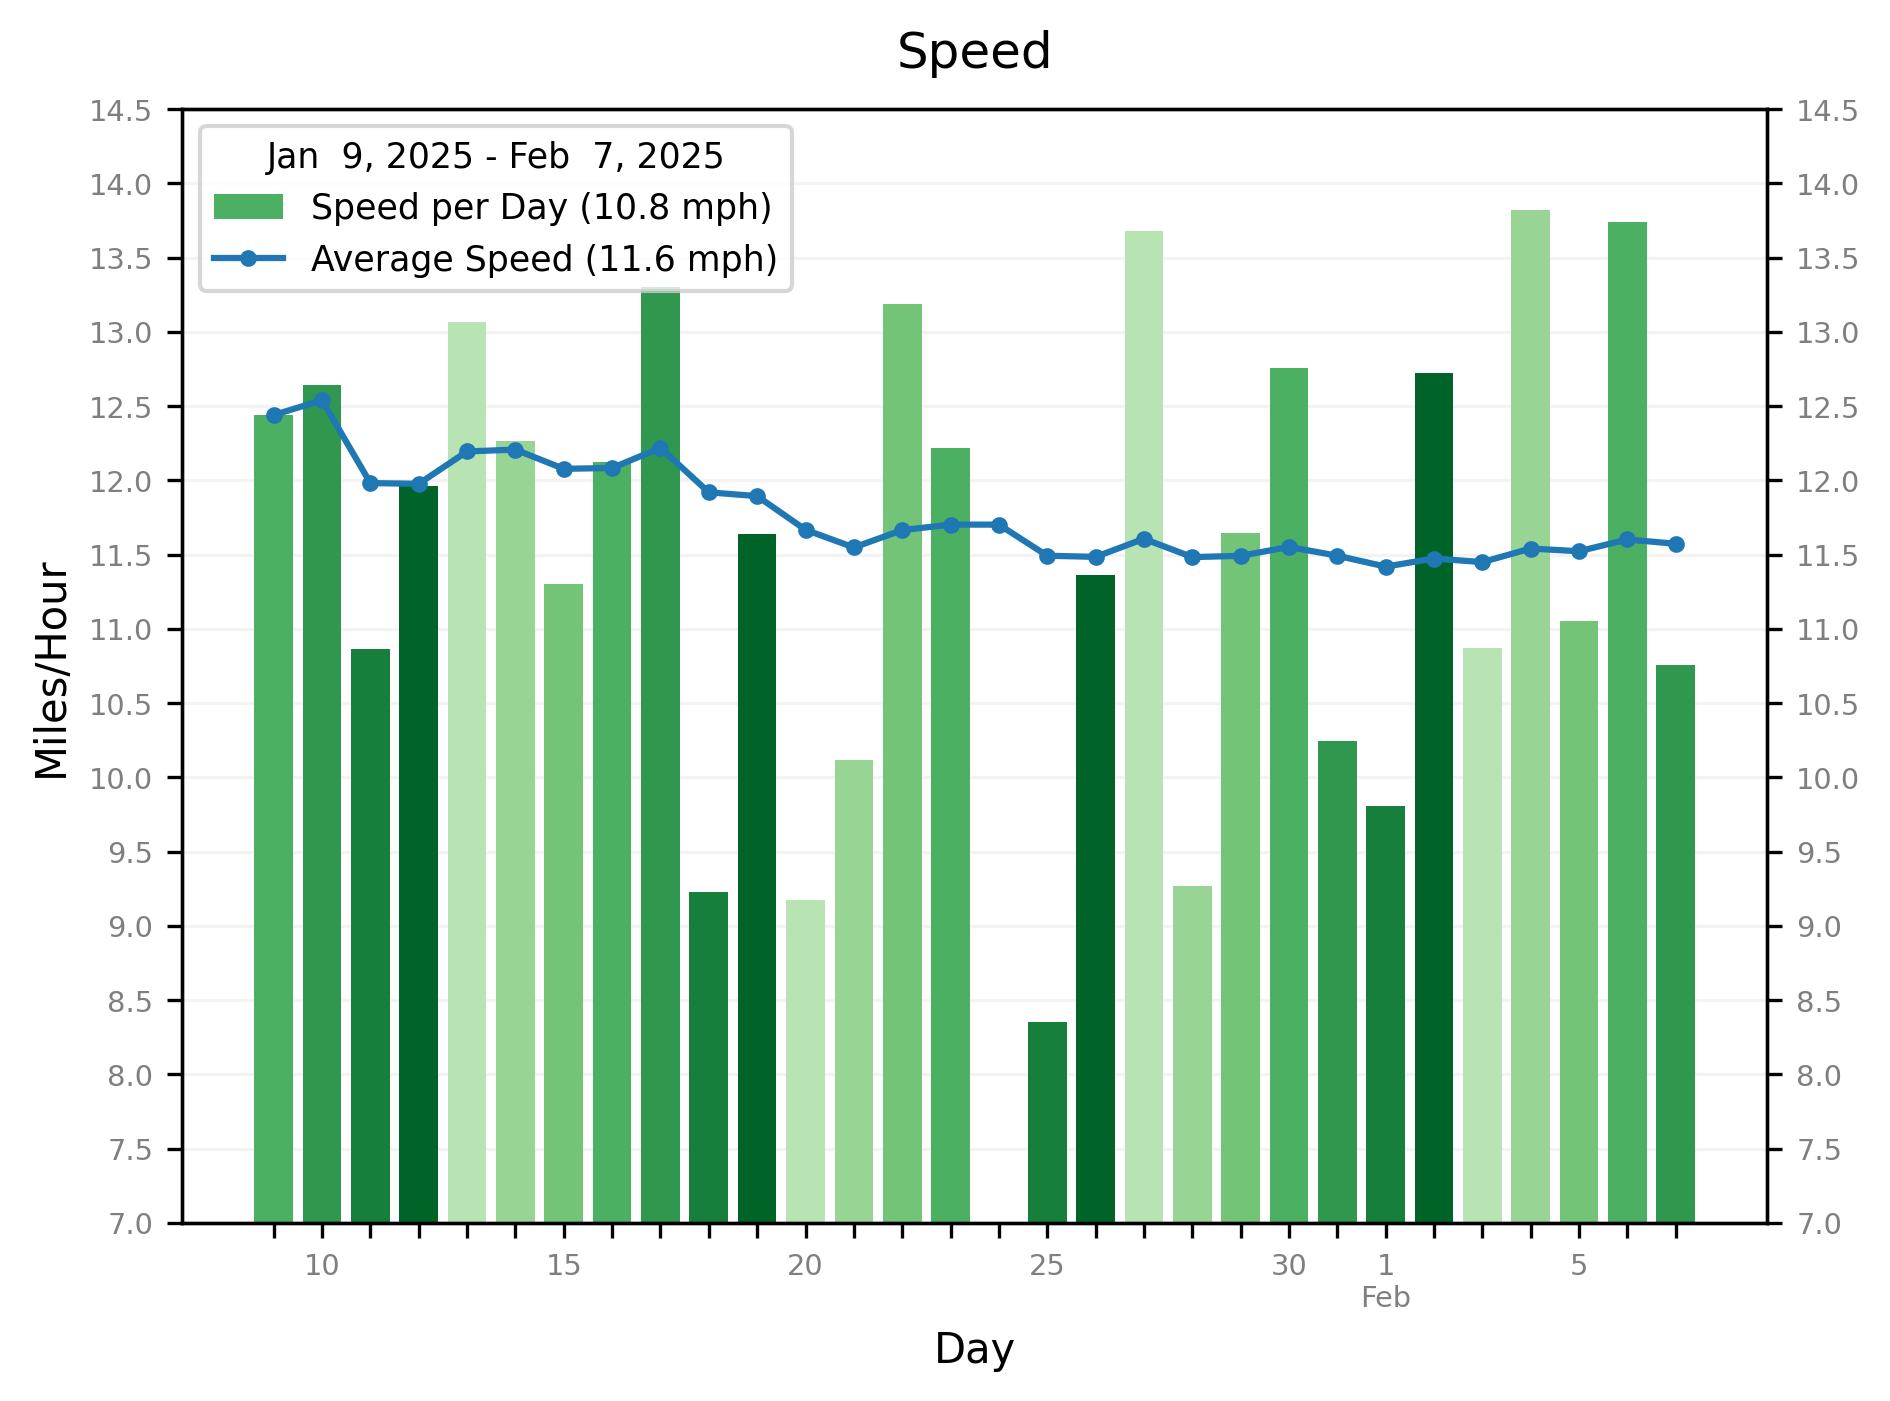 Speed
14.5 14.5
Jan  9, 2025 - Feb  7, 2025
14.0 14.0
Speed per Day (10.8 mph)
13.5 Average Speed (11.6 mph) 13.5
13.0 13.0
12.5 12.5
12.0 12.0
11.5 11.5
11.0 11.0
Miles/Hour
10.5 10.5
10.0 10.0
9.5 9.5
9.0 9.0
8.5 8.5
8.0 8.0
7.5 7.5
7.0 7.0
10 15 20 25 30 1 5
Feb
Day